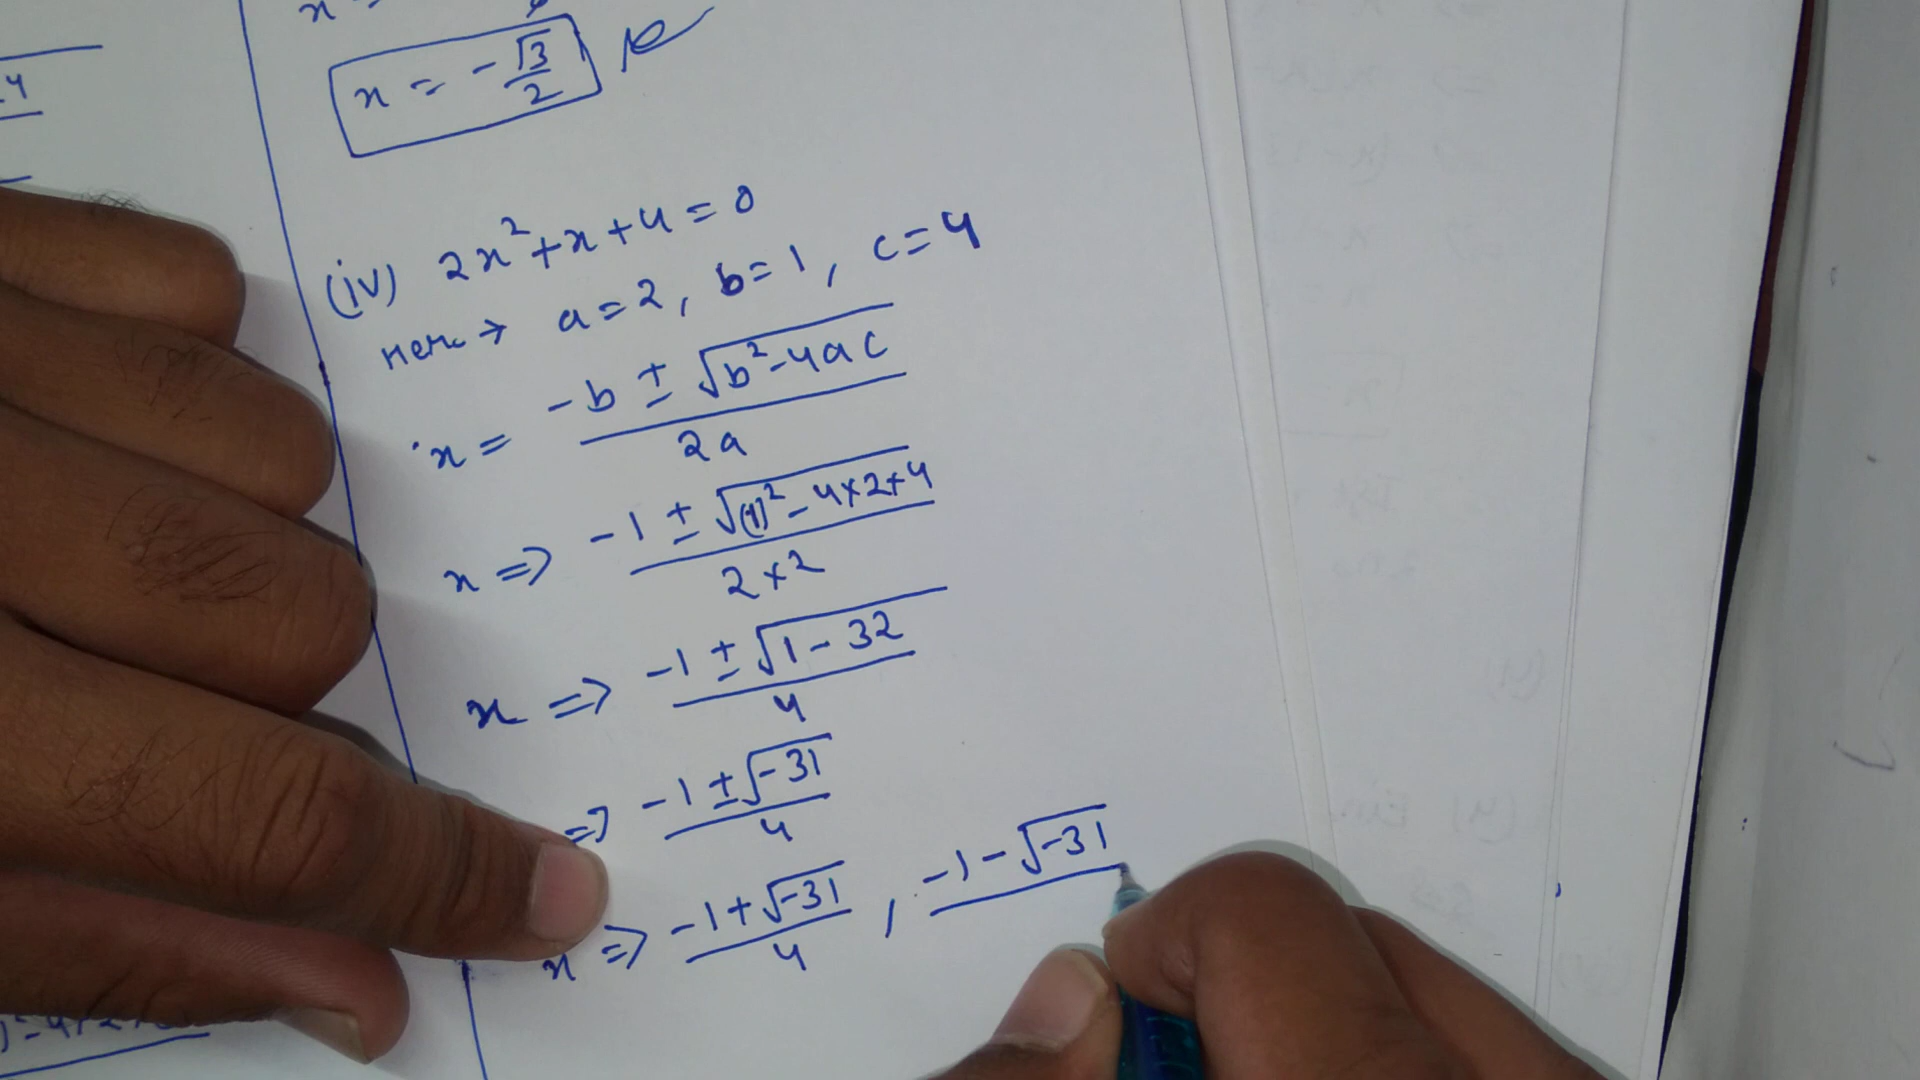 x = -√3/2
(iv) 2x²+x+4=0
Here → a=2, b=1, c=4
x = -b ± √b²-4ac / 2a
x => -1 ± √(1)²-4×2×4 / 2×2
x => -1 ± √1-32 / 4
=> -1 ± √-31 / 4
x => -1+√-31 / 4 , -1-√-31